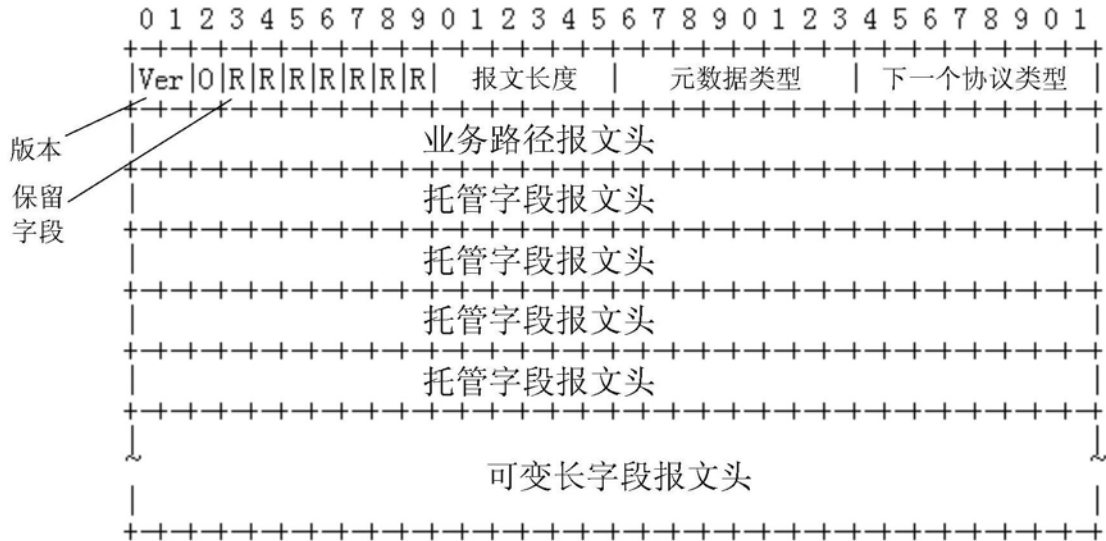 0 1 2 3 4 5 6 7 8 9 0 1 2 3 4 5 6 7 8 9 0 1 2 3 4 5 6 7 8 9 0 1
|Ver|O|R|R|R|R|R|R|R| 报文长度 | 元数据类型 | 下一个协议类型 |
版本
业务路径报文头
保留
字段
托管字段报文头
托管字段报文头
托管字段报文头
托管字段报文头
可变长字段报文头